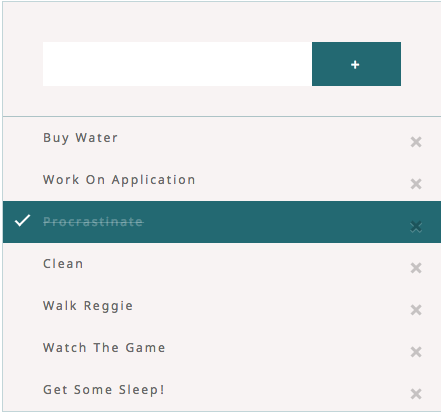 +
Buy Water
Work On Application
Procrastinate
Clean
Walk Reggie
Watch The Game
Get Some Sleep!